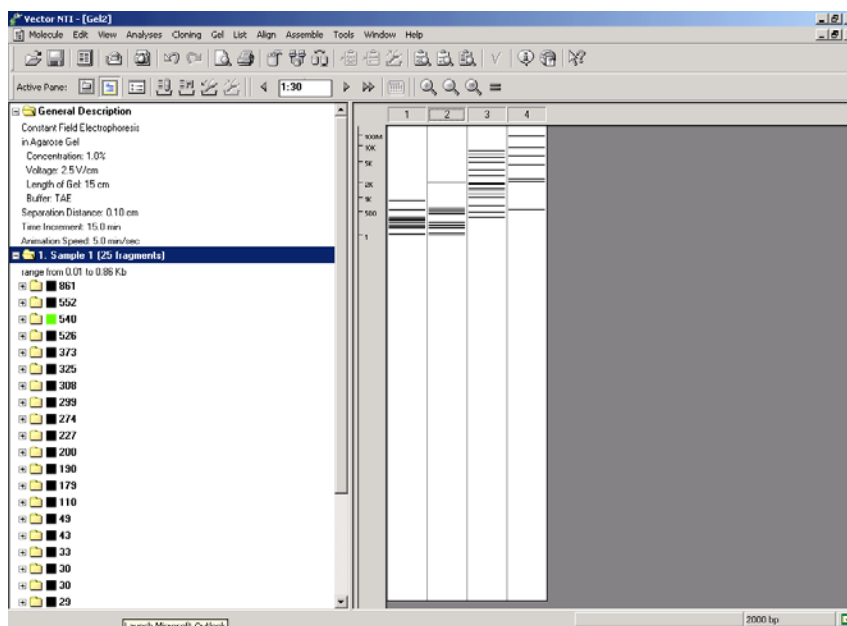 Vector NTI - [Gel2]
Molecule Edit View Analyses Cloning Gel List Align Assemble Tools Window Help
Active Pane: 1:30
General Description
Constant Field Electrophoresis
in Agarose Gel
Concentration: 1.0%
Voltage: 2.5 V/cm
Length of Gel: 15 cm
Buffer: TAE
Separation Distance: 0.10 cm
Time Increment: 15.0 min
Animation Speed: 5.0 min/sec
1. Sample 1 (25 fragments)
range from 0.01 to 0.86 Kb
861
552
540
526
373
325
308
299
274
227
200
190
179
110
49
43
33
30
30
29
1 2 3 4
100M
10K
5K
2K
1K
500
1
Launch Microsoft Outlook
2000 bp